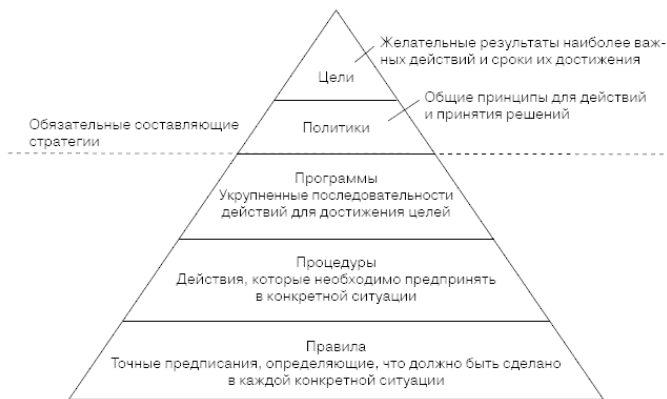 Желательные результаты наиболее важ-
ных действий и сроки их достижения
Цели
Общие принципы для действий
и принятия решений
Обязательные составляющие
стратегии
Политики
Программы
Укрупненные последовательности
действий для достижения целей
Процедуры
Действия, которые необходимо предпринять
в конкретной ситуации
Правила
Точные предписания, определяющие, что должно быть сделано
в каждой конкретной ситуации